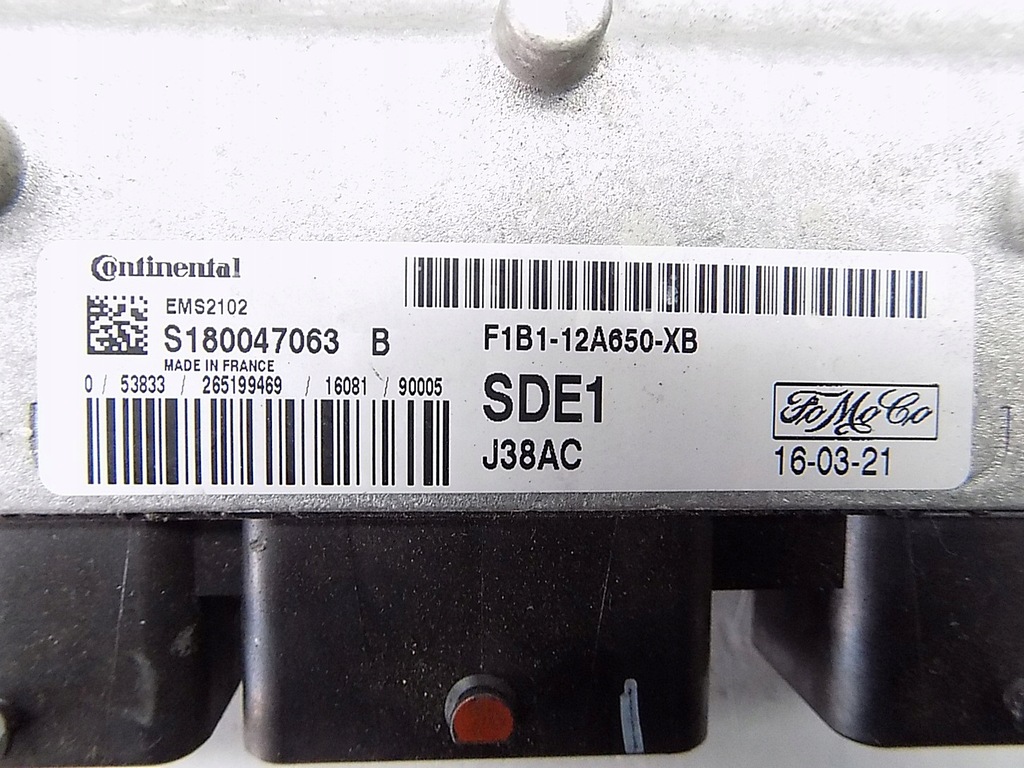 Continental
EMS2102
S180047063 B
MADE IN FRANCE
0 / 53833 / 265199469 / 16081 / 90005
F1B1-12A650-XB
SDE1
J38AC
FoMoCo
16-03-21